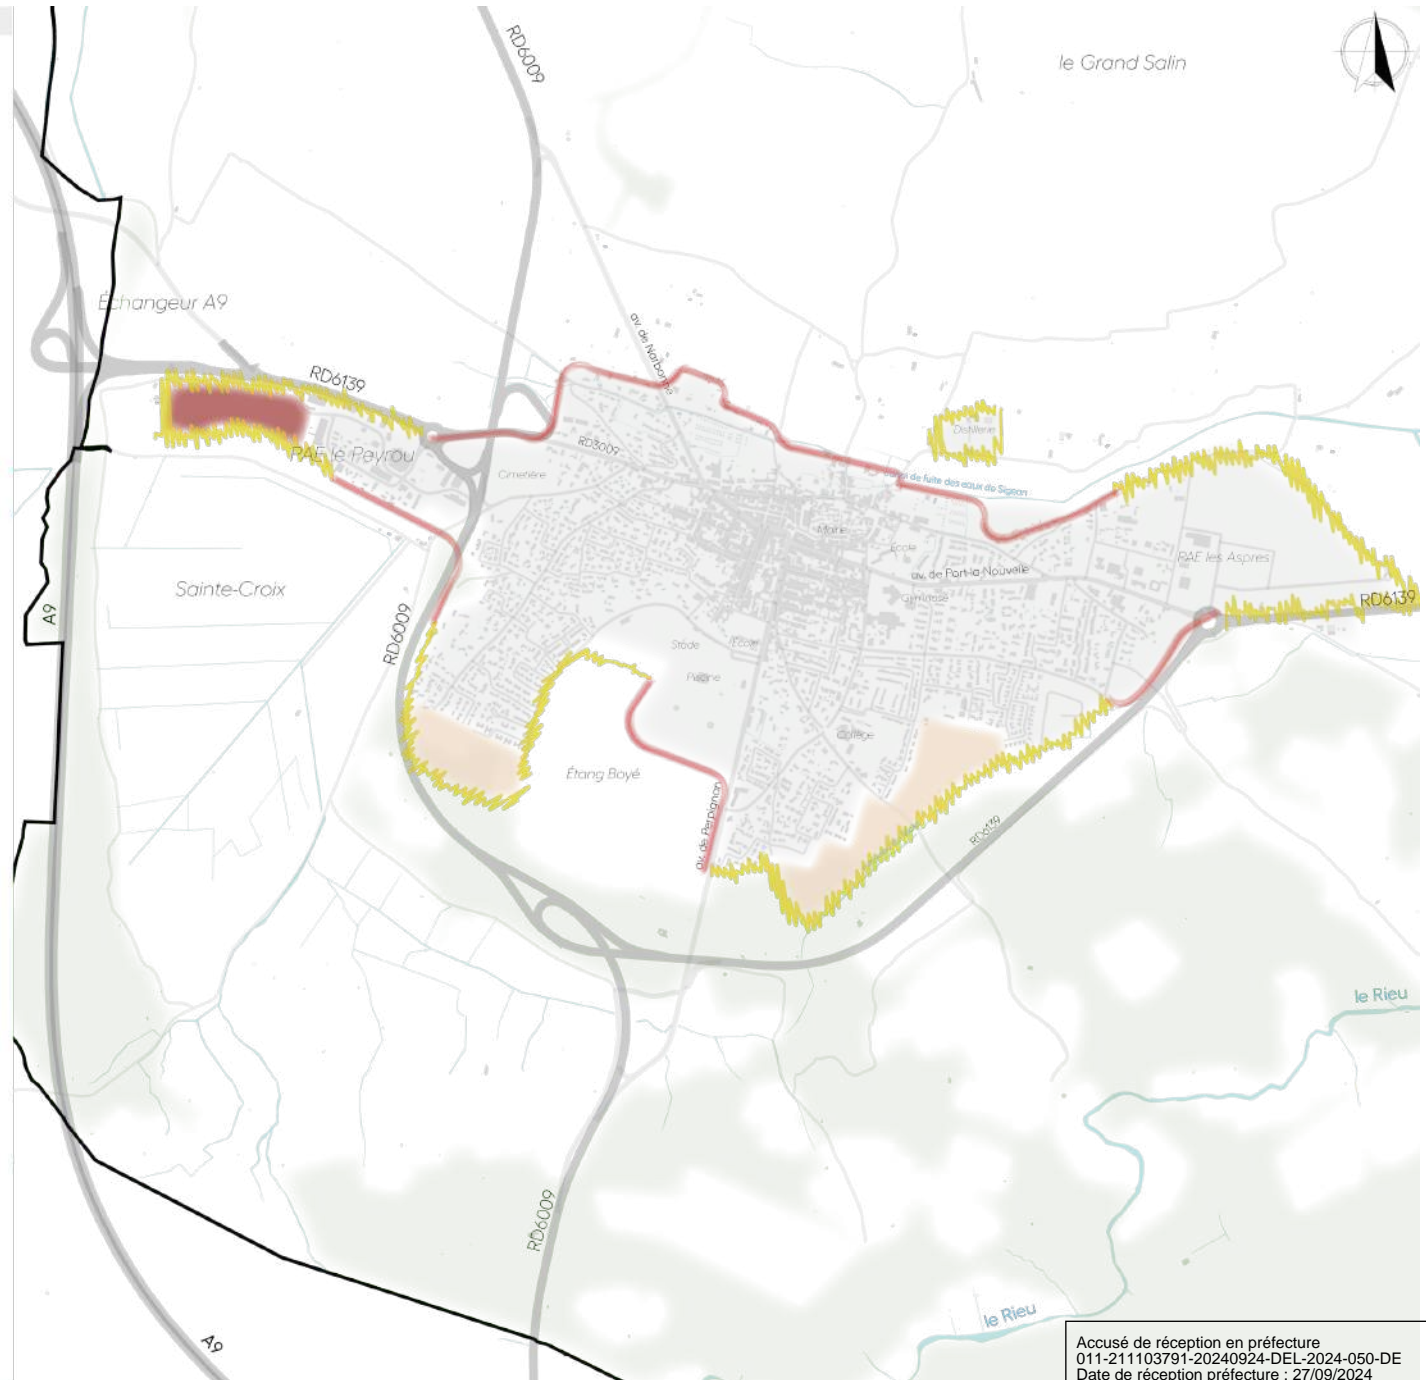 RD6009
le Grand Salin
Échangeur A9
av. de Narbonne
RD6139
Distillerie
RD3009
PAE le Peyrou
Cimetière
canal de fuite des eaux de Sigean
Mairie
École
PAE les Aspres
av. de Port-la-Nouvelle
Sainte-Croix
Gymnase
RD6139
A9
RD6009
Stade
École
Piscine
Collège
Étang Boyé
av. de Perpignan
RD6139
le Rieu
RD6009
le Rieu
A9
Accusé de réception en préfecture
011-211103791-20240924-DEL-2024-050-DE
Date de réception préfecture : 27/09/2024